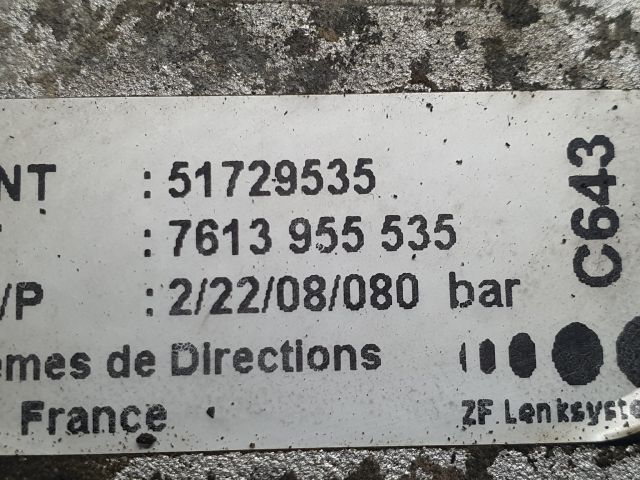 NT : 51729535
: 7613 955 535
/P : 2/22/08/080 bar
C643
emes de Directions
France
ZF Lenksyste